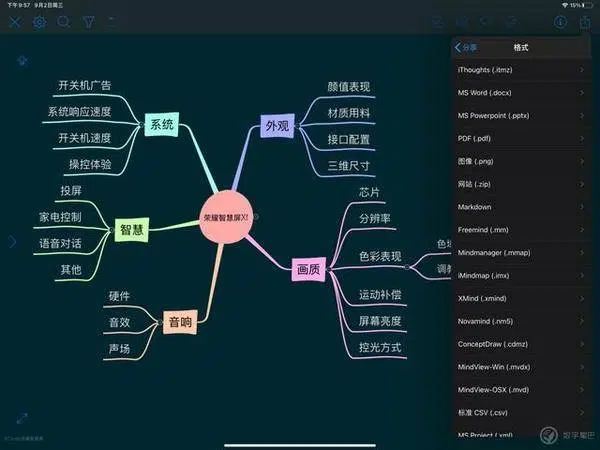 下午 9:57 9月2日周三
15%
开关机广告
系统响应速度
开关机速度
操控体验
系统
投屏
家电控制
语音对话
其他
智慧
硬件
音效
声场
音响
荣耀智慧屏X1
外观
颜值表现
材质用料
接口配置
三维尺寸
画质
芯片
分辨率
色彩表现
运动补偿
屏幕亮度
控光方式
分享
格式
iThoughts (.itmz)
MS Word (.docx)
MS Powerpoint (.pptx)
PDF (.pdf)
图像 (.png)
网站 (.zip)
Markdown
Freemind (.mm)
Mindmanager (.mmap)
iMindmap (.imx)
XMind (.xmind)
Novamind (.nm5)
ConceptDraw (.cdmz)
MindView-Win (.mvdx)
MindView-OSX (.mvd)
标准 CSV (.csv)
MS Project (.xml)
数字尾巴